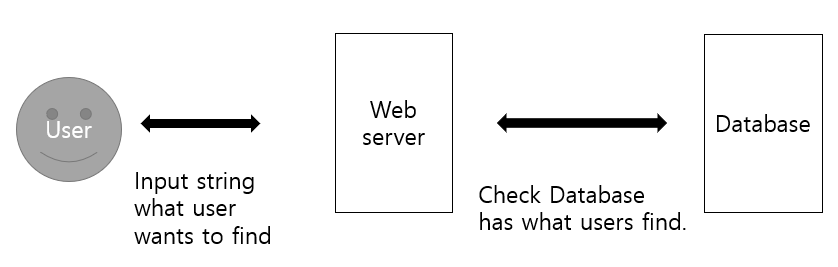 User
Input string
what user
wants to find
Web
server
Check Database
has what users find.
Database